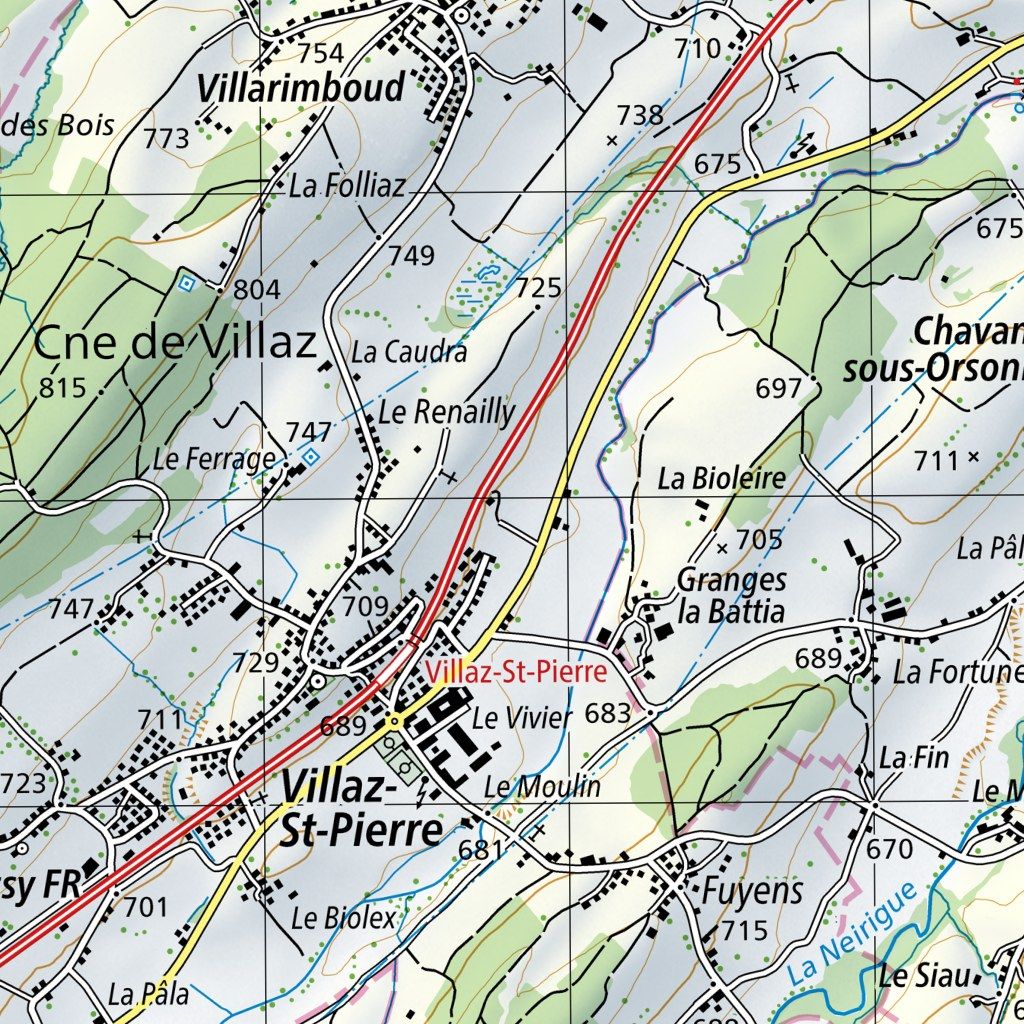 710
754
Villarimboud
738
des Bois
773
675
La Folliaz
675
749
804
725
Cne de Villaz
Chavan
sous-Orson
La Caudra
815
697
Le Renailly
747
Le Ferrage
711
La Bioleire
705
La Pâl
Granges
la Battia
747
709
729
689
Villaz-St-Pierre
La Fortune
711
689
Le Vivier
683
La Fin
723
Villaz-
St-Pierre
Le Moulin
Le M
681
670
sy FR
Fuyens
701
Le Biolex
715
La Neirigue
Le Siau
La Pâla